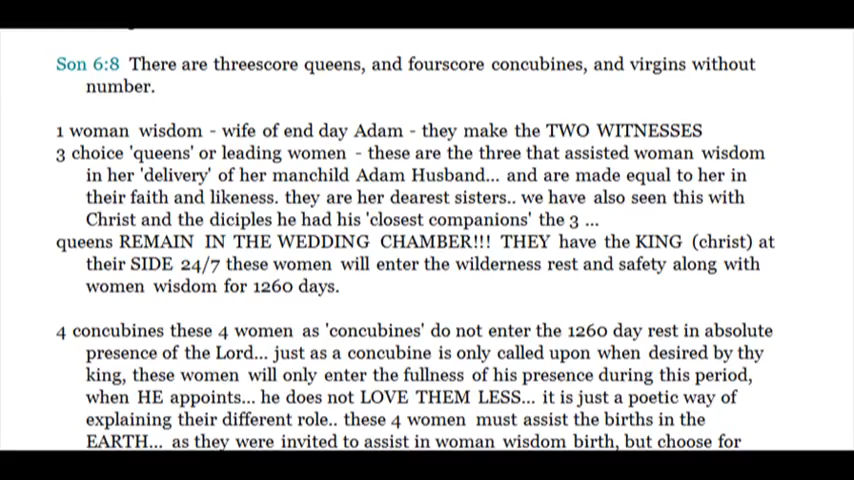 Son 6:8 There are threescore queens, and fourscore concubines, and virgins without
number.
1 woman wisdom - wife of end day Adam - they make the TWO WITNESSES
3 choice 'queens' or leading women - these are the three that assisted woman wisdom
in her 'delivery' of her manchild Adam Husband... and are made equal to her in
their faith and likeness. they are her dearest sisters.. we have also seen this with
Christ and the diciples he had his 'closest companions' the 3 ...
queens REMAIN IN THE WEDDING CHAMBER!!! THEY have the KING (christ) at
their SIDE 24/7 these women will enter the wilderness rest and safety along with
women wisdom for 1260 days.
4 concubines these 4 women as 'concubines' do not enter the 1260 day rest in absolute
presence of the Lord... just as a concubine is only called upon when desired by thy
king, these women will only enter the fullness of his presence during this period,
when HE appoints... he does not LOVE THEM LESS... it is just a poetic way of
explaining their different role.. these 4 women must assist the births in the
EARTH... as they were invited to assist in woman wisdom birth, but choose for